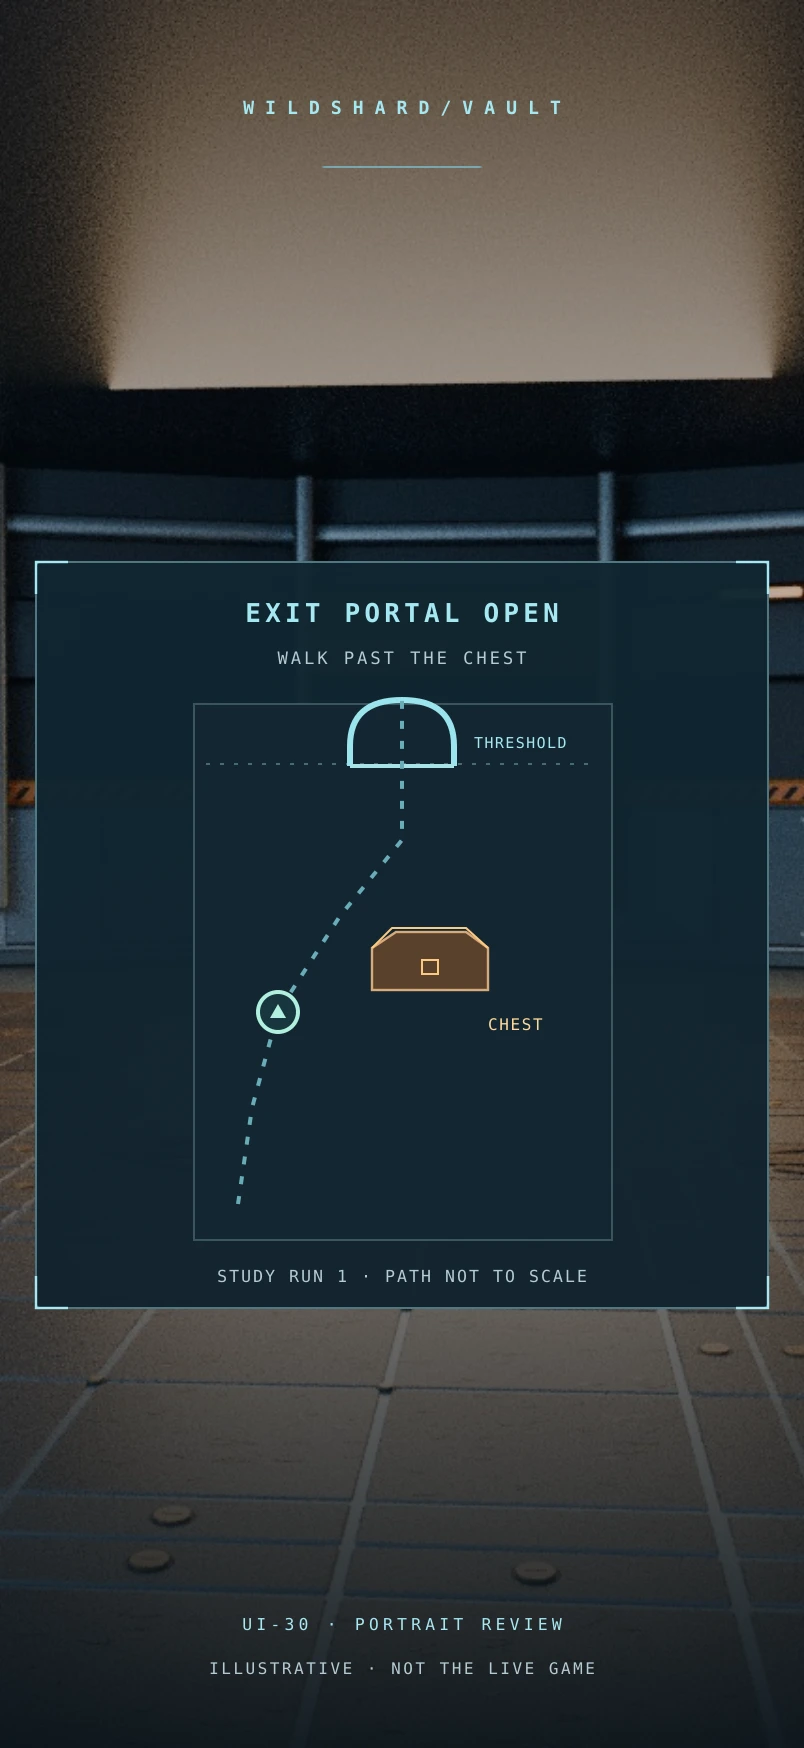 WILDSHARD/VAULT
EXIT PORTAL OPEN
WALK PAST THE CHEST
THRESHOLD
CHEST
STUDY RUN 1 · PATH NOT TO SCALE
UI-30 · PORTRAIT REVIEW
ILLUSTRATIVE · NOT THE LIVE GAME